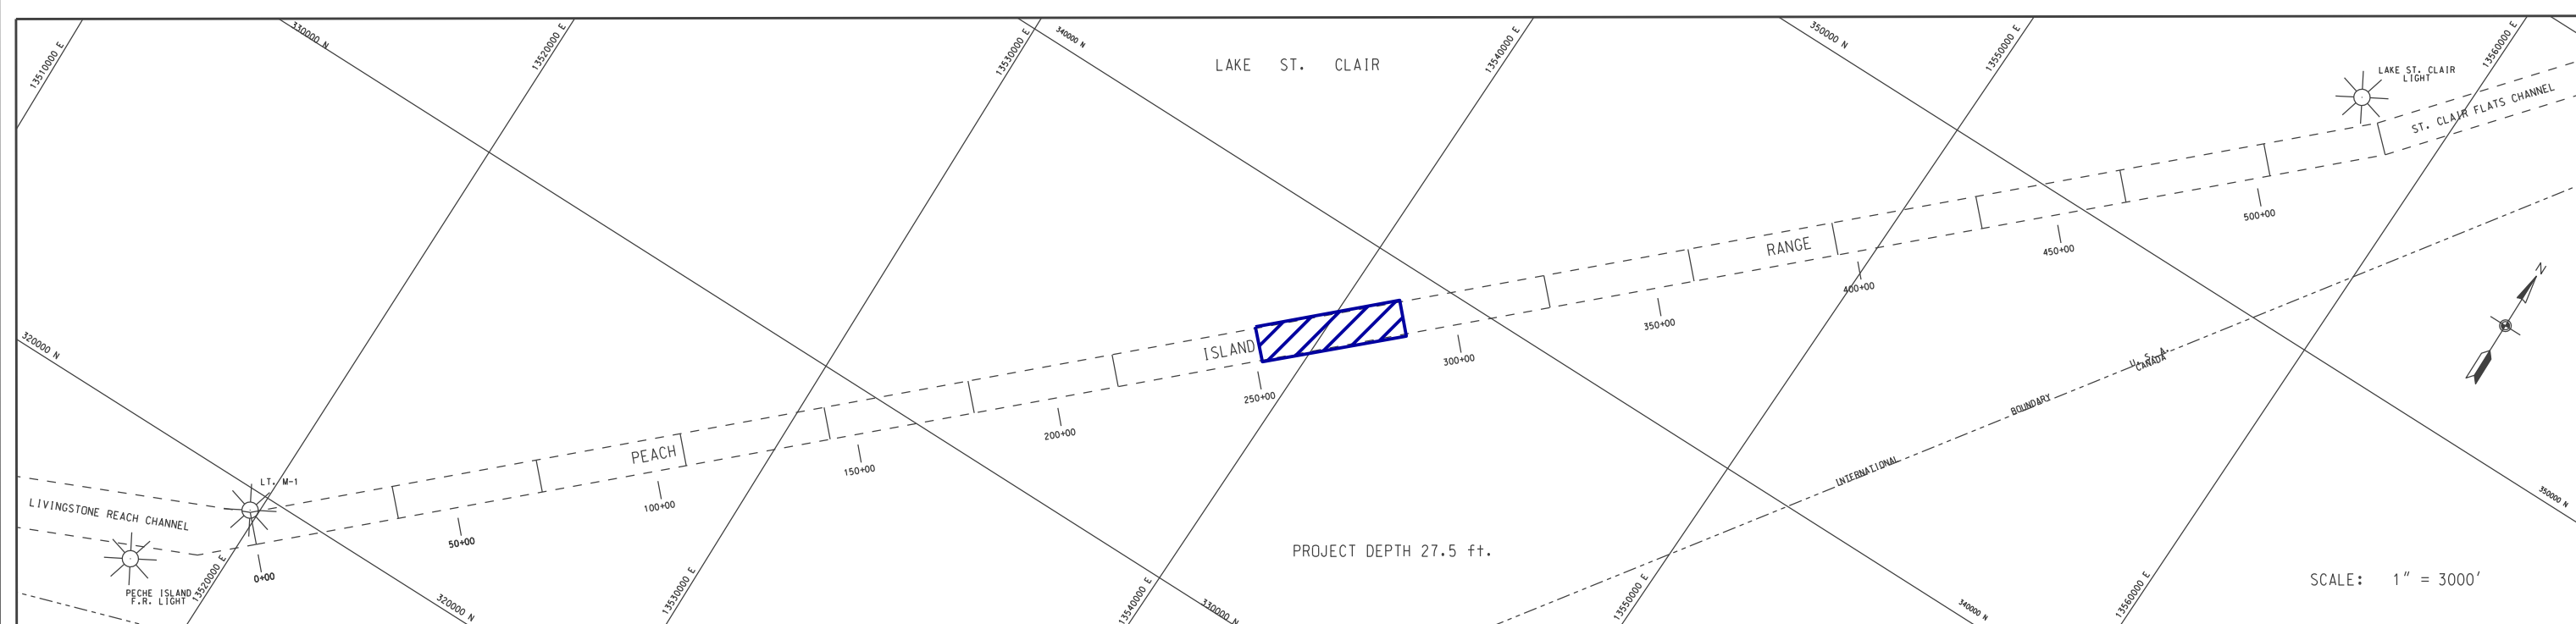 13510000 E
330000 N
13520000 E
13530000 E
340000 N
LAKE ST. CLAIR
13540000 E
350000 N
13550000 E
13560000 E
LAKE ST. CLAIR
LIGHT
ST. CLAIR FLATS CHANNEL
500+00
450+00
RANGE
400+00
350+00
300+00
ISLAND
250+00
200+00
150+00
PEACH
100+00
50+00
0+00
N
U. S. A.
CANADA
BOUNDARY
INTERNATIONAL
320000 N
LT. M-1
LIVINGSTONE REACH CHANNEL
PECHE ISLAND
F.R. LIGHT
13520000 E
320000 N
13530000 E
13540000 E
330000 N
PROJECT DEPTH 27.5 ft.
13550000 E
340000 N
13560000 E
350000 N
SCALE: 1" = 3000'